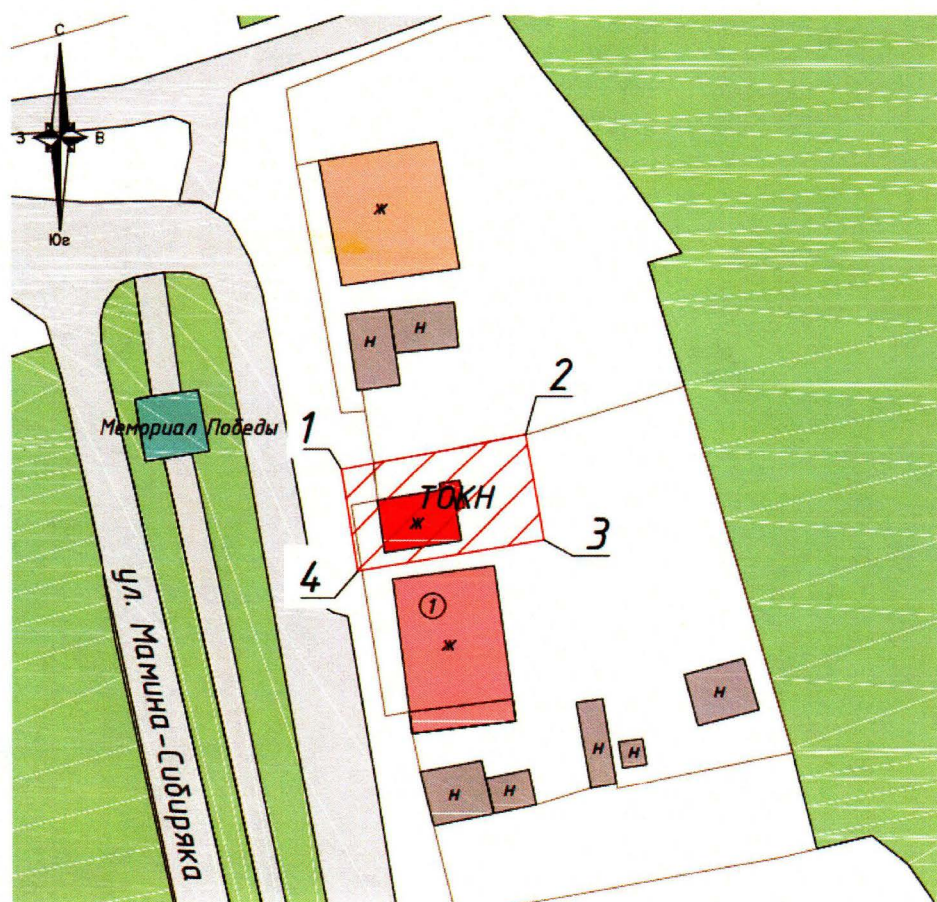 С
З
В
Юг
ж
н
н
2
Мемориал Победы
1
ТОКН
ж
3
4
1
ж
ул. Мамина-Сибиряка
н
н
н
н
н